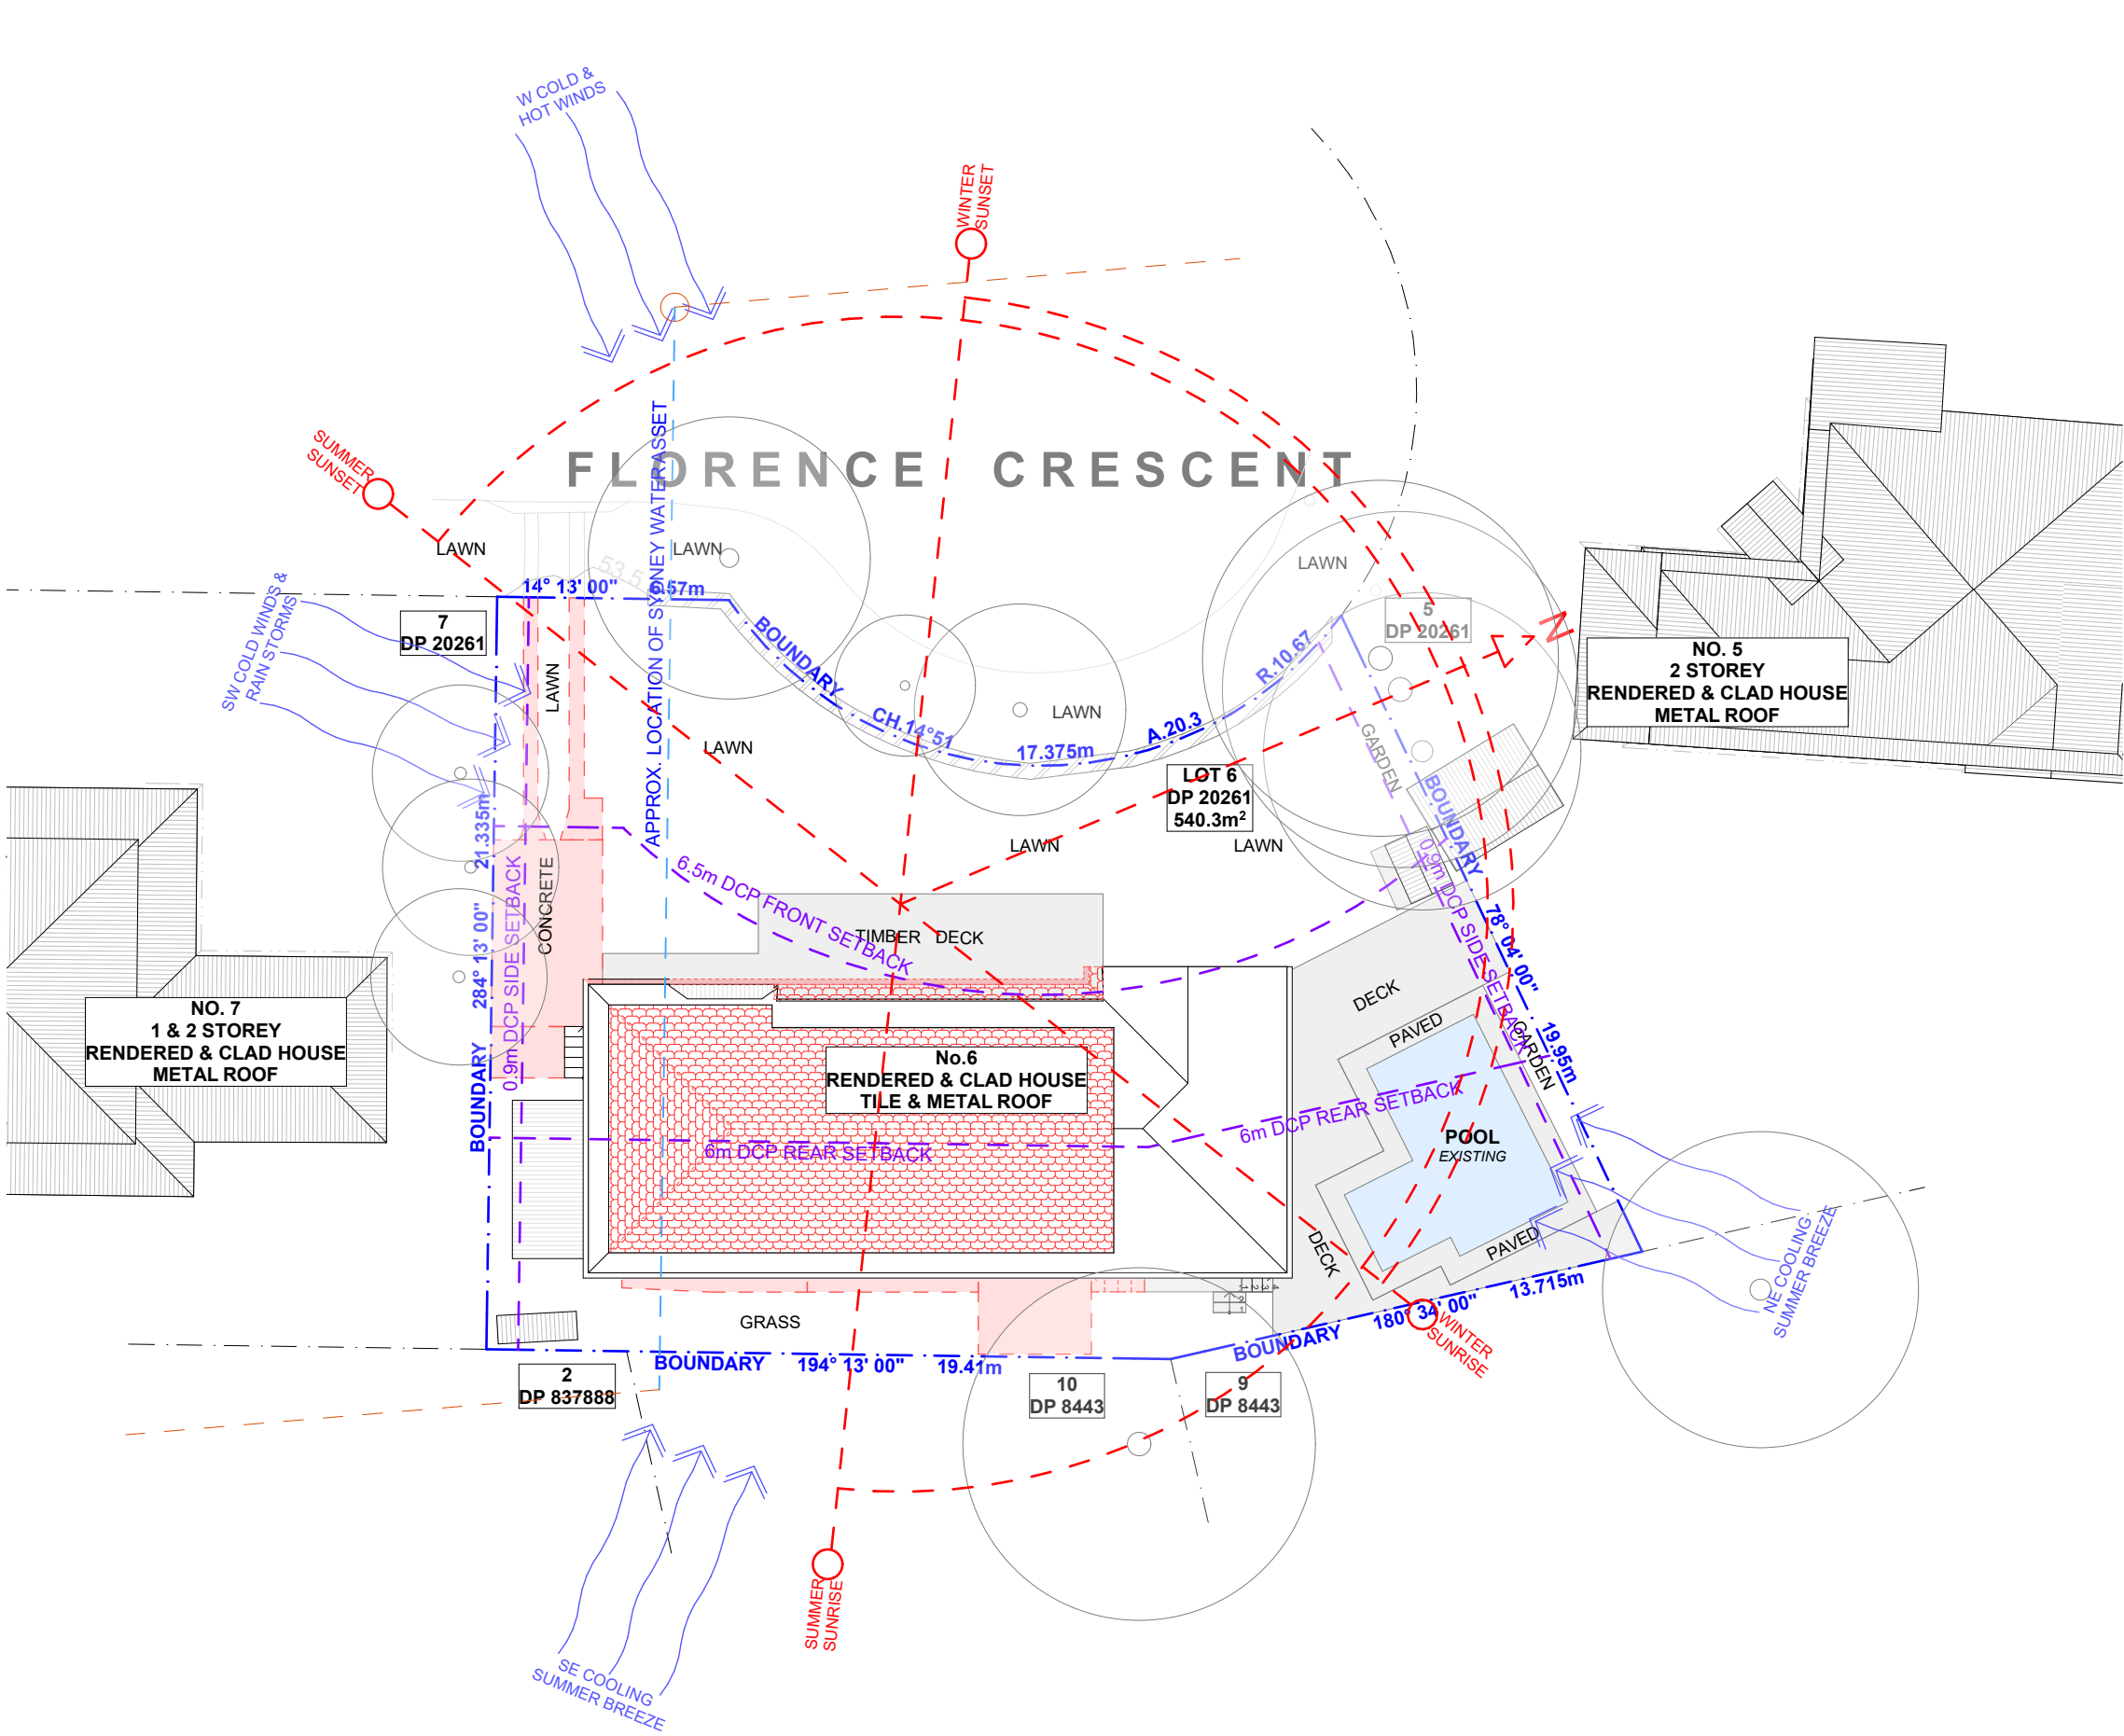 W COLD &
HOT WINDS
WINTER
SUNSET
SUMMER
SUNSET
FLORENCE CRESCENT
APPROX. LOCATION OF SYDNEY WATER ASSET
LAWN
LAWN
LAWN
14° 13' 00"
6.57m
SW COLD WINDS &
RAIN STORMS
7
DP 20261
LAWN
BOUNDARY
CH.14°51
17.375m
A.20.3
R.10.67
LAWN
LAWN
5
DP 20261
N
NO. 5
2 STOREY
RENDERED & CLAD HOUSE
METAL ROOF
GARDEN
BOUNDARY
LOT 6
DP 20261
540.3m²
LAWN
LAWN
21.335m
284° 13' 00"
BOUNDARY
0.9m DCP SIDE SETBACK
CONCRETE
6.5m DCP FRONT SETBACK
TIMBER DECK
0.9m DCP SIDE SETBACK
78° 04' 00"
19.95m
DECK
PAVED
GARDEN
NO. 7
1 & 2 STOREY
RENDERED & CLAD HOUSE
METAL ROOF
No.6
RENDERED & CLAD HOUSE
TILE & METAL ROOF
6m DCP REAR SETBACK
6m DCP REAR SETBACK
POOL
EXISTING
DECK
PAVED
NE COOLING
SUMMER BREEZE
13.715m
180° 34' 00"
BOUNDARY
WINTER
SUNRISE
GRASS
BOUNDARY
194° 13' 00"
19.41m
2
DP 837888
10
DP 8443
9
DP 8443
SUMMER
SUNRISE
SE COOLING
SUMMER BREEZE